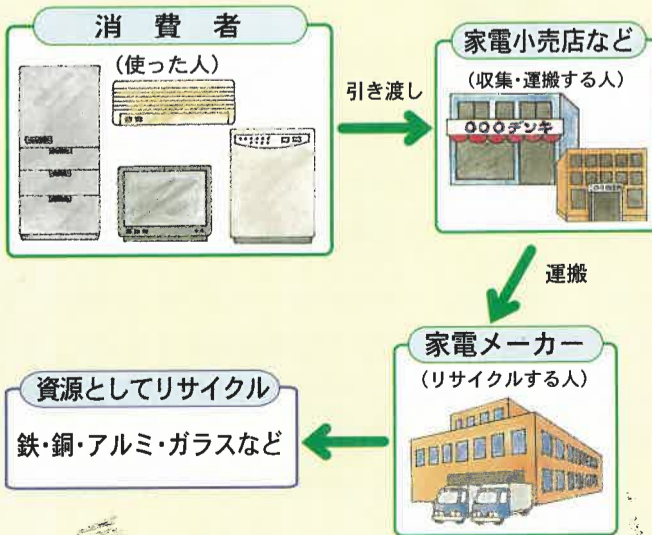 消費者
(使った人)
引き渡し
家電小売店など
(収集・運搬する人)
○○○デンキ
運搬
家電メーカー
(リサイクルする人)
資源としてリサイクル
鉄・銅・アルミ・ガラスなど